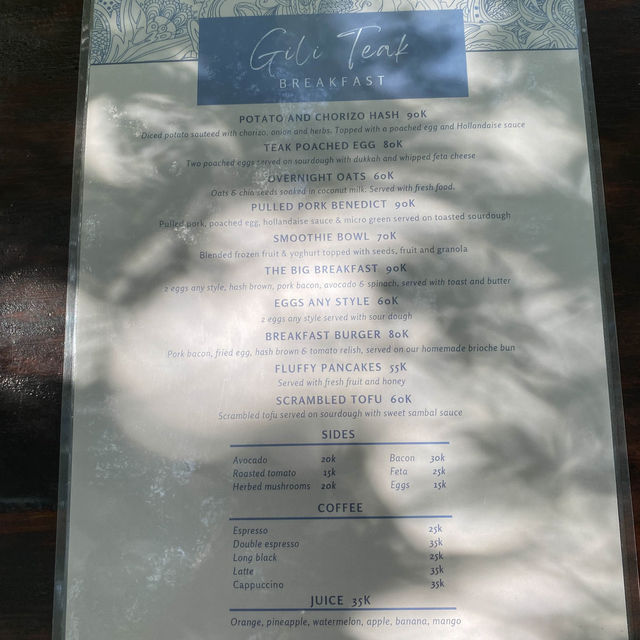 Gili Teak
BREAKFAST
POTATO AND CHORIZO HASH 90K
Diced potato sauteed with chorizo, onion and herbs. Topped with a poached egg and Hollandaise sauce
TEAK POACHED EGG 80K
Two poached eggs served on sourdough with dukkah and whipped feta cheese
OVERNIGHT OATS 60K
Oats & chia seeds soaked in coconut milk. Served with fresh food.
PULLED PORK BENEDICT 90K
Pulled pork, poached egg, hollandaise sauce & micro green served on toasted sourdough
SMOOTHIE BOWL 70K
Blended frozen fruit & yoghurt topped with seeds, fruit and granola
THE BIG BREAKFAST 90K
2 eggs any style, hash brown, pork bacon, avocado & spinach, served with toast and butter
EGGS ANY STYLE 60K
2 eggs any style served with sour dough
BREAKFAST BURGER 80K
Pork bacon, fried egg, hash brown & tomato relish, served on our homemade brioche bun
FLUFFY PANCAKES 55K
Served with fresh fruit and honey
SCRAMBLED TOFU 60K
Scrambled tofu served on sourdough with sweet sambal sauce
SIDES
Avocado 20k Bacon 30k
Roasted tomato 15k Feta 25k
Herbed mushrooms 20k Eggs 15k
COFFEE
Espresso 25k
Double espresso 35k
Long black 25k
Latte 35k
Cappuccino 35k
JUICE 35K
Orange, pineapple, watermelon, apple, banana, mango